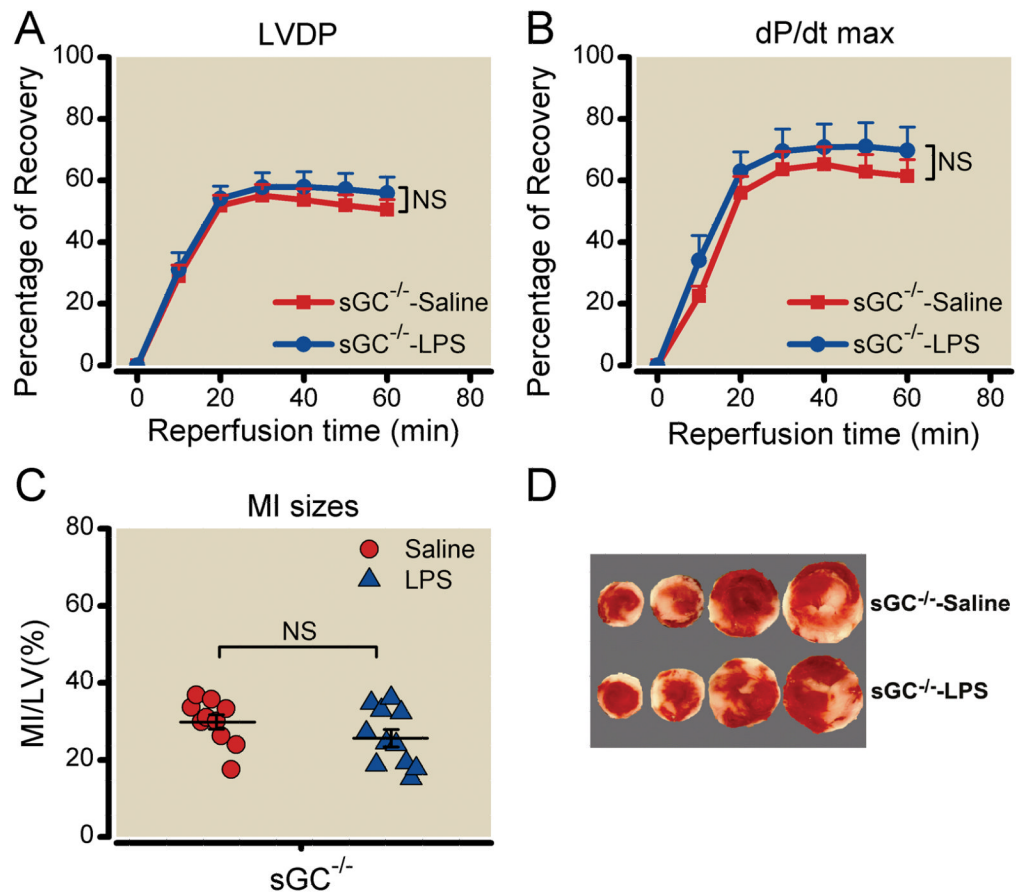 A
LVDP
Percentage of Recovery
100
80
60
40
20
0
NS
sGC-/--Saline
sGC-/--LPS
0 20 40 60 80
Reperfusion time (min)
B
dP/dt max
Percentage of Recovery
100
80
60
40
20
0
NS
sGC-/--Saline
sGC-/--LPS
0 20 40 60 80
Reperfusion time (min)
C
MI sizes
MI/LV(%)
80
60
40
20
0
Saline
LPS
NS
sGC-/-
D
sGC-/--Saline
sGC-/--LPS